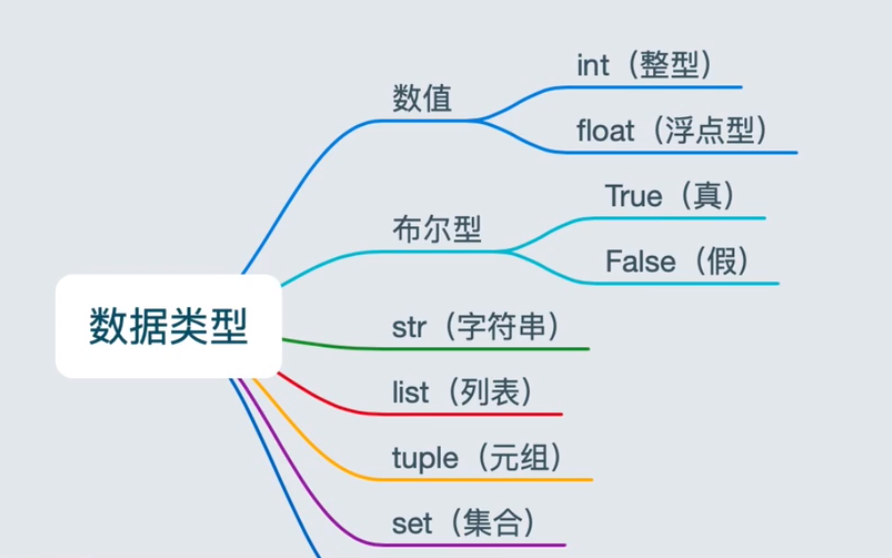 数据类型
数值
int（整型）
float（浮点型）
布尔型
True（真）
False（假）
str（字符串）
list（列表）
tuple（元组）
set（集合）